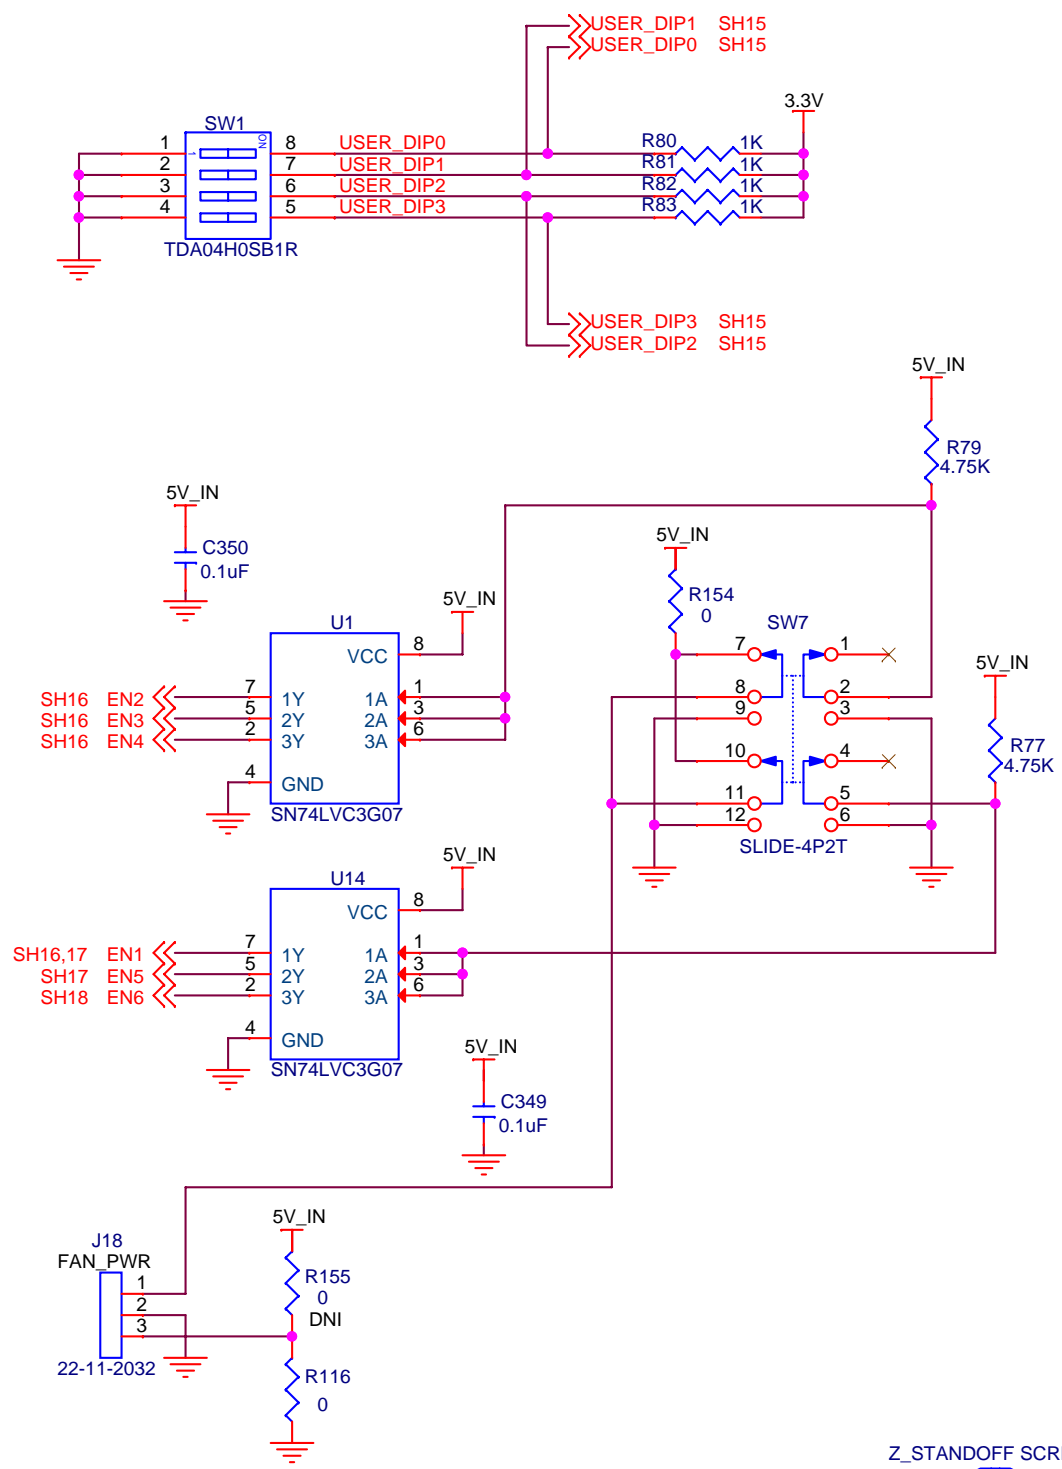 USER_DIP1 SH15
USER_DIP0 SH15
3.3V
SW1
ON
1 8 USER_DIP0 R80 1K
2 7 USER_DIP1 R81 1K
3 6 USER_DIP2 R82 1K
4 5 USER_DIP3 R83 1K
1
TDA04H0SB1R
USER_DIP3 SH15
USER_DIP2 SH15
5V_IN
R79
4.75K
5V_IN
C350
0.1uF
5V_IN
R154
0
5V_IN
U1
SW7
8
VCC
7 1
5V_IN
SH16 EN2 7 1Y 1A 1
SH16 EN3 5 2Y 2A 3
SH16 EN4 2 3Y 3A 6
8 2
9 3
R77
4.75K
10 4
4 GND
SN74LVC3G07
11 5
12 6
SLIDE-4P2T
5V_IN
U14
8
VCC
SH16,17 EN1 7 1Y 1A 1
SH17 EN5 5 2Y 2A 3
SH18 EN6 2 3Y 3A 6
4 GND
SN74LVC3G07
5V_IN
C349
0.1uF
5V_IN
J18
FAN_PWR
R155
0
DNI
1
2
3
22-11-2032
R116
0
Z_STANDOFF SCR